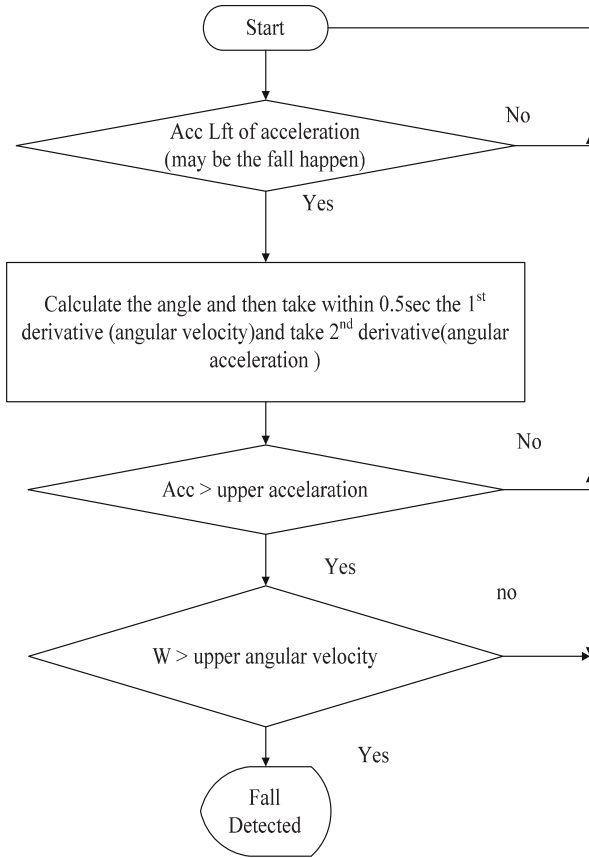 Start
Acc Lft of acceleration
(may be the fall happen)
No
Yes
Calculate the angle and then take within 0.5sec the 1st
derivative (angular velocity)and take 2nd derivative(angular
acceleration )
No
Acc > upper accelaration
Yes
no
W > upper angular velocity
Yes
Fall
Detected